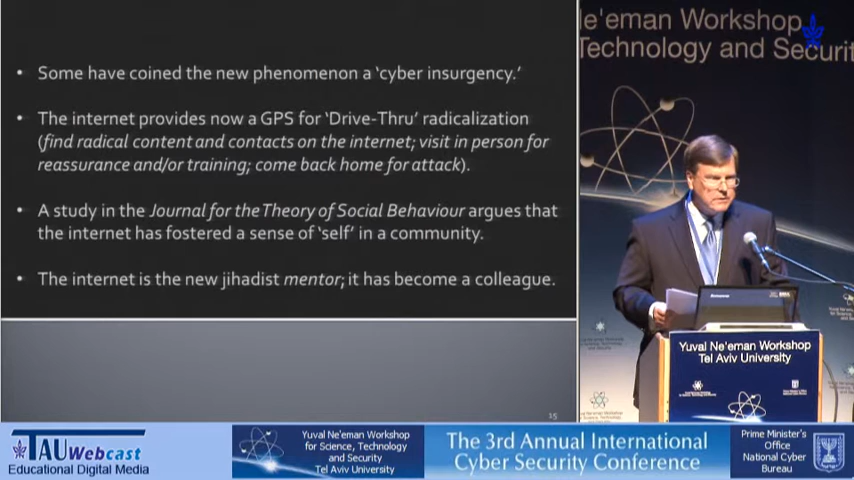 • Some have coined the new phenomenon a 'cyber insurgency.'
• The internet provides now a GPS for 'Drive-Thru' radicalization
(find radical content and contacts on the internet; visit in person for
reassurance and/or training; come back home for attack).
• A study in the Journal for the Theory of Social Behaviour argues that
the internet has fostered a sense of 'self' in a community.
• The internet is the new jihadist mentor; it has become a colleague.
15
le'eman Workshop
Technology and Securit
Yuval Ne'eman Workshop
Tel Aviv University
TAU Webcast
Educational Digital Media
Yuval Ne'eman Workshop
for Science, Technology
and Security
Tel Aviv University
The 3rd Annual International
Cyber Security Conference
Prime Minister's
Office
National Cyber
Bureau